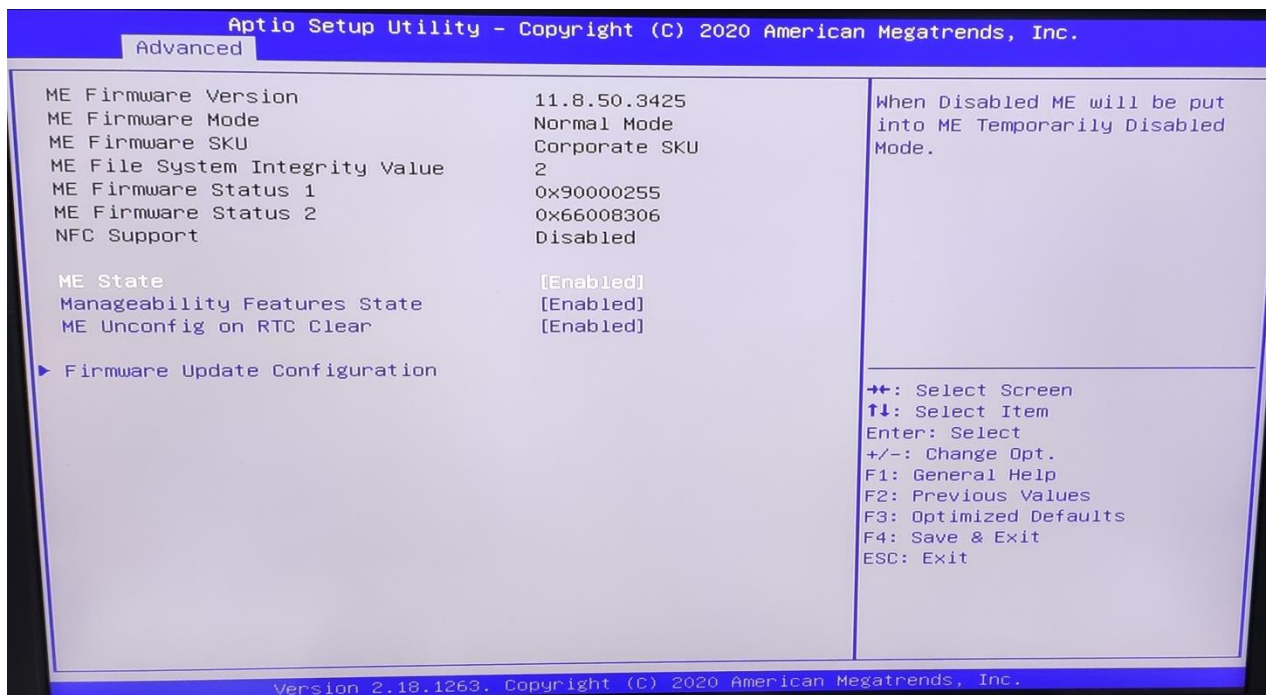 Aptio Setup Utility – Copyright (C) 2020 American Megatrends, Inc.
Advanced
ME Firmware Version 11.8.50.3425
ME Firmware Mode Normal Mode
ME Firmware SKU Corporate SKU
ME File System Integrity Value 2
ME Firmware Status 1 0x90000255
ME Firmware Status 2 0x66008306
NFC Support Disabled
ME State [Enabled]
Manageability Features State [Enabled]
ME Unconfig on RTC Clear [Enabled]
► Firmware Update Configuration
When Disabled ME will be put
into ME Temporarily Disabled
Mode.
→←: Select Screen
↑↓: Select Item
Enter: Select
+/-: Change Opt.
F1: General Help
F2: Previous Values
F3: Optimized Defaults
F4: Save & Exit
ESC: Exit
Version 2.18.1263. Copyright (C) 2020 American Megatrends, Inc.